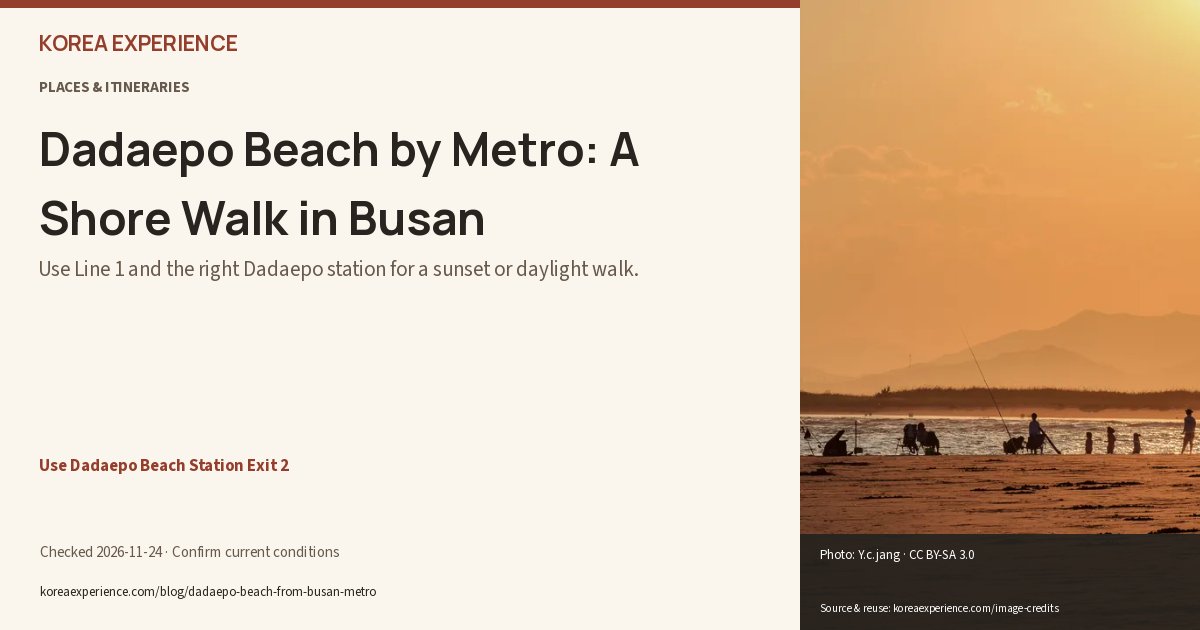 KOREA EXPERIENCE
PLACES & ITINERARIES
Dadaepo Beach by Metro: A
Shore Walk in Busan
Use Line 1 and the right Dadaepo station for a sunset or daylight walk.
Use Dadaepo Beach Station Exit 2
Checked 2026-11-24 · Confirm current conditions
koreaexperience.com/blog/dadaepo-beach-from-busan-metro
Photo: Y.c.jang · CC BY-SA 3.0
Source & reuse: koreaexperience.com/image-credits